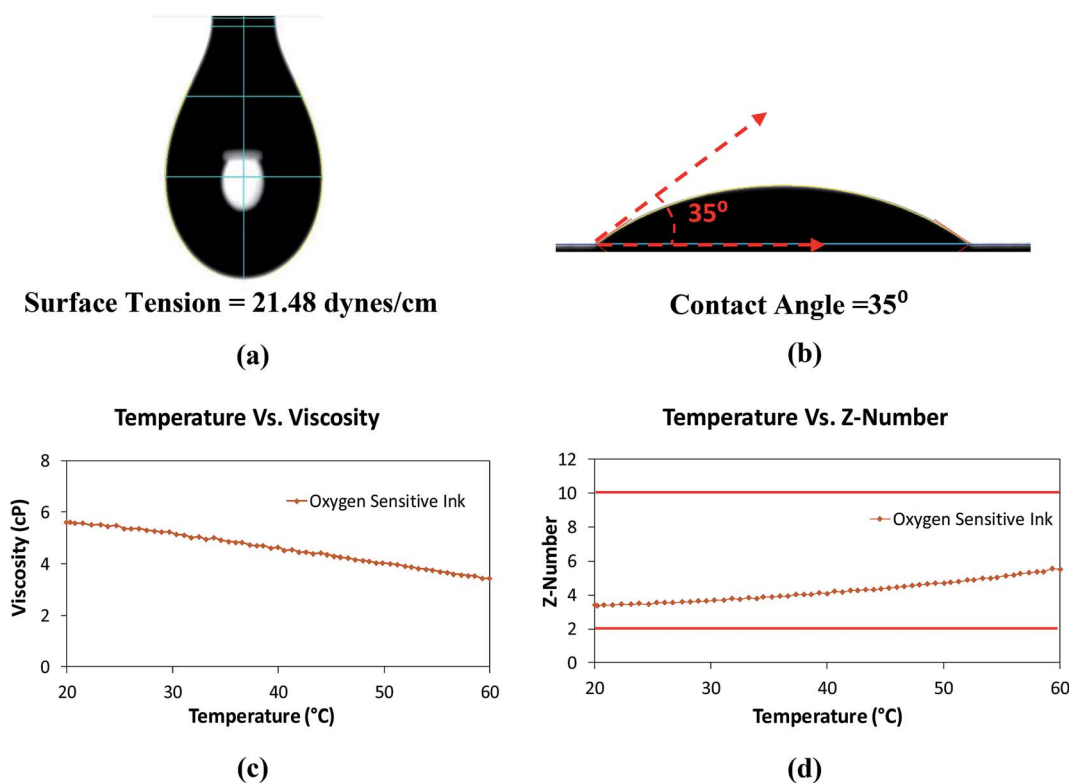 35⁰
Surface Tension = 21.48 dynes/cm
Contact Angle =35⁰
(a)
(b)
Temperature Vs. Viscosity
8
6
4
2
0
Viscosity (cP)
Oxygen Sensitive Ink
20
30
40
50
60
Temperature (°C)
(c)
Temperature Vs. Z-Number
12
10
8
6
4
2
0
Z-Number
Oxygen Sensitive Ink
20
30
40
50
60
Temperature (°C)
(d)